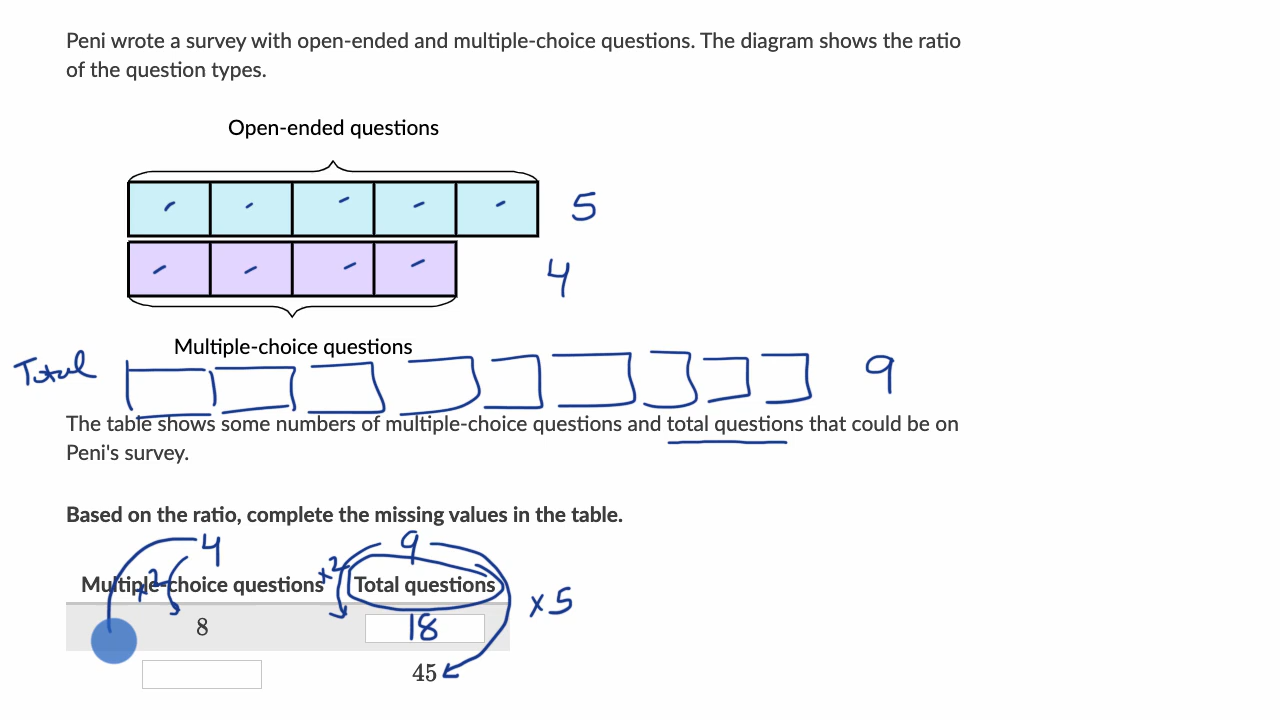 Peni wrote a survey with open-ended and multiple-choice questions. The diagram shows the ratio
of the question types.
Open-ended questions
5
4
Multiple-choice questions
Total
9
The table shows some numbers of multiple-choice questions and total questions that could be on
Peni's survey.
Based on the ratio, complete the missing values in the table.
4 9
×2 ×2
Multiple-choice questions Total questions
×5
8 18
45